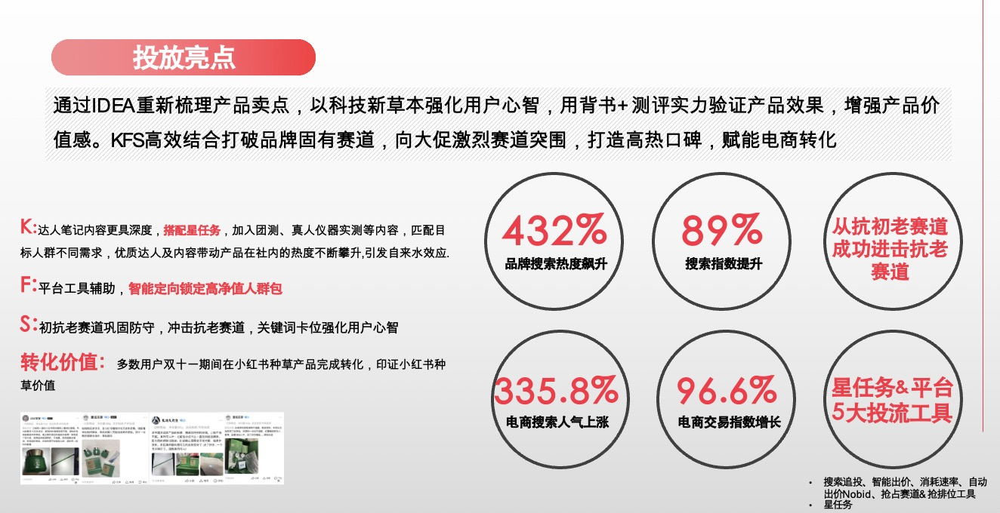 投放亮点
通过IDEA重新梳理产品卖点，以科技新草本强化用户心智，用背书+测评实力验证产品效果，增强产品价
值感。KFS高效结合打破品牌固有赛道，向大促激烈赛道突围，打造高热口碑，赋能电商转化
K:达人笔记内容更具深度，搭配星任务，加入团测、真人仪器实测等内容，匹配目
标人群不同需求，优质达人及内容带动产品在社内的热度不断攀升,引发自来水效应.
F:平台工具辅助，智能定向锁定高净值人群包
S:初抗老赛道巩固防守，冲击抗老赛道，关键词卡位强化用户心智
转化价值：多数用户双十一期间在小红书种草产品完成转化，印证小红书种
草价值
432%
品牌搜索热度飙升
89%
搜索指数提升
从抗初老赛道
成功进击抗老
赛道
335.8%
电商搜索人气上涨
96.6%
电商交易指数增长
星任务&平台
5大投流工具
• 搜索追投、智能出价、消耗速率、自动
出价Nobid、抢占赛道&抢排位工具
• 星任务